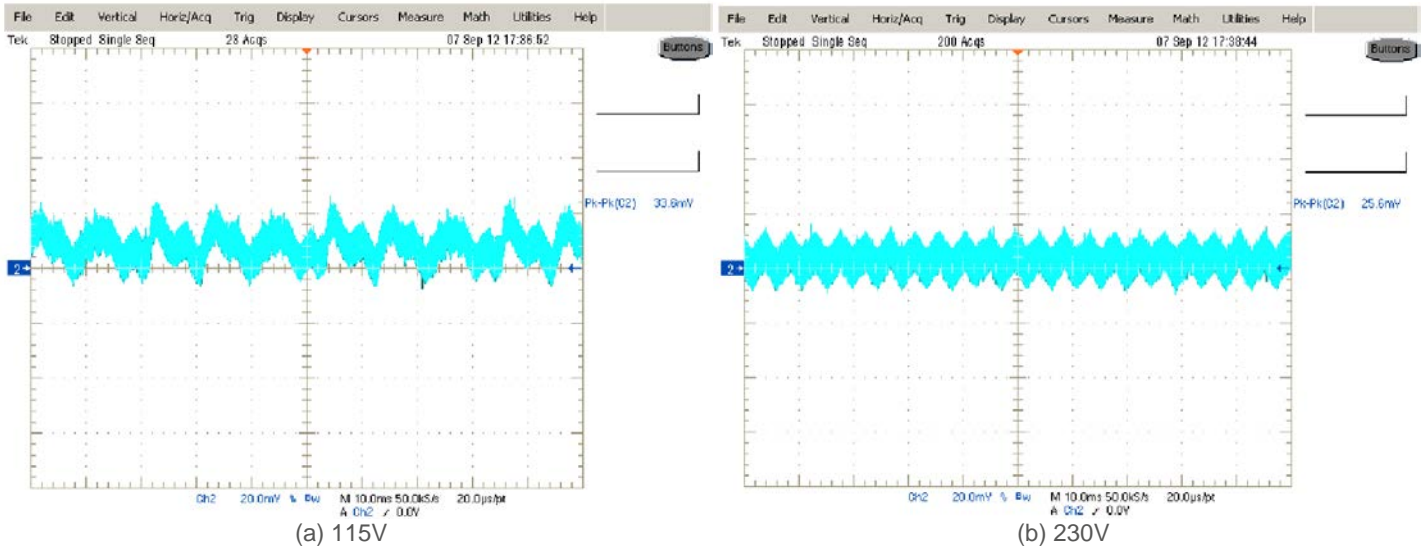 File Edit Vertical Horiz/Acq Trig Display Cursors Measure Math Utilities Help
Tek Stopped Single Seq 28 Acqs 07 Sep 12 17:36:52
Buttons
Pk-Pk(C2) 33.6mV
2
Ch2 20.0mV Bw M 10.0ms 50.0kS/s 20.0µs/pt
A Ch2 0.0V
(a) 115V
File Edit Vertical Horiz/Acq Trig Display Cursors Measure Math Utilities Help
Tek Stopped Single Seq 200 Acqs 07 Sep 12 17:38:44
Buttons
Pk-Pk(C2) 25.6mV
2
Ch2 20.0mV Bw M 10.0ms 50.0kS/s 20.0µs/pt
A Ch2 0.0V
(b) 230V